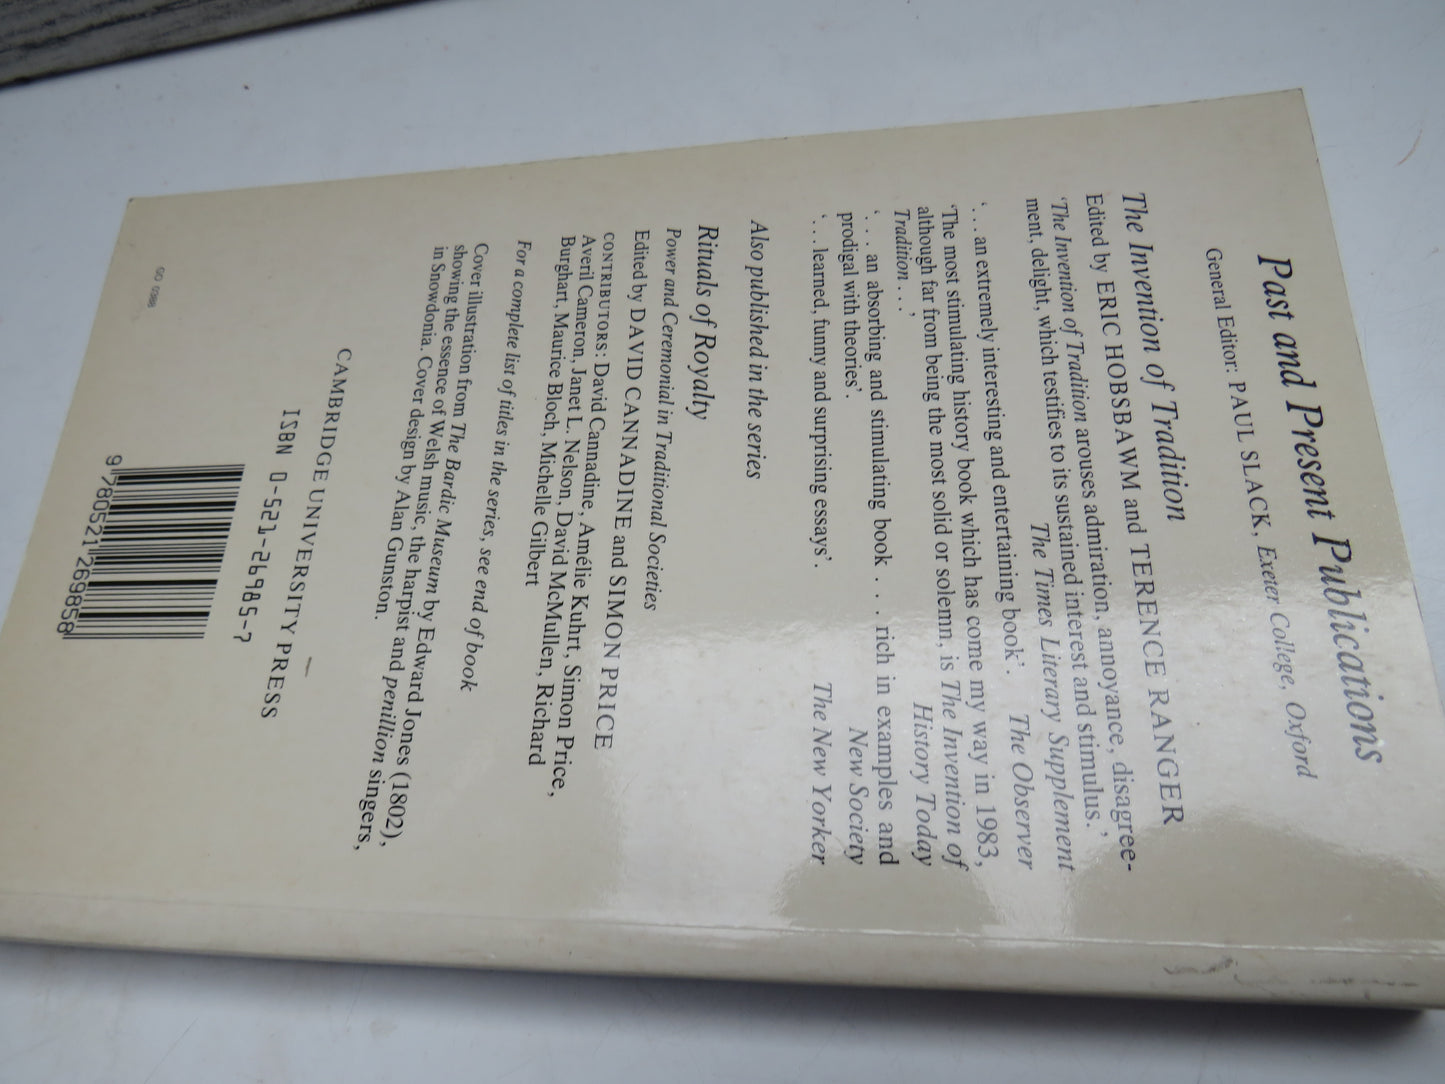 Past and Present Publications
General Editor: PAUL SLACK, Exeter College, Oxford
The Invention of Tradition
Edited by ERIC HOBSBAWM and TERENCE RANGER
‘The Invention of Tradition arouses admiration, annoyance, disagree-
ment, delight, which testifies to its sustained interest and stimulus.’
The Times Literary Supplement
‘. . . an extremely interesting and entertaining book’. The Observer
‘The most stimulating history book which has come my way in 1983,
although far from being the most solid or solemn, is The Invention of
Tradition . . .’ History Today
‘. . . an absorbing and stimulating book . . . rich in examples and
prodigal with theories’. New Society
‘. . . learned, funny and surprising essays’. The New Yorker
Also published in the series
Rituals of Royalty
Power and Ceremonial in Traditional Societies
Edited by DAVID CANNADINE and SIMON PRICE
CONTRIBUTORS: David Cannadine, Amélie Kuhrt, Simon Price,
Averil Cameron, Janet L. Nelson, David McMullen, Richard
Burghart, Maurice Bloch, Michelle Gilbert
For a complete list of titles in the series, see end of book
Cover illustration from The Bardic Museum by Edward Jones (1802),
showing the essence of Welsh music, the harpist and penillion singers,
in Snowdonia. Cover design by Alan Gunston.
CAMBRIDGE UNIVERSITY PRESS
ISBN 0-521-26985-7
9 780521 269858